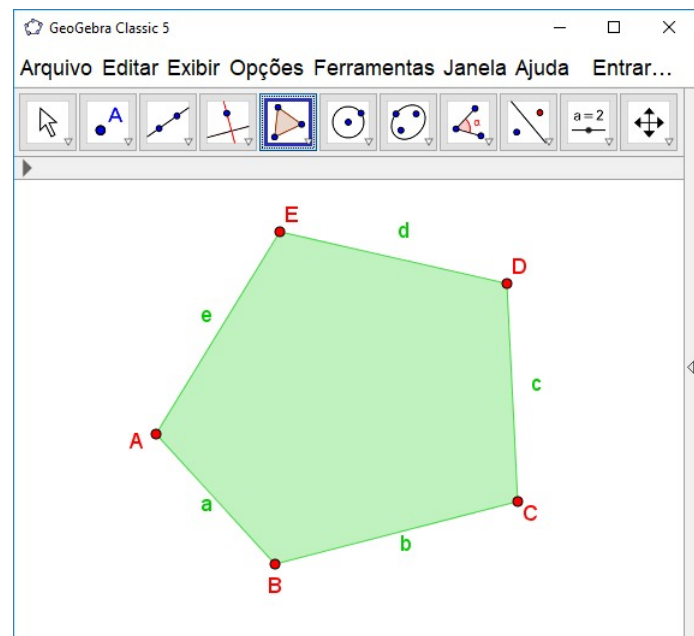 GeoGebra Classic 5
Arquivo Editar Exibir Opções Ferramentas Janela Ajuda Entrar...
A α a = 2
E
d
D
e
c
A
a
C
b
B